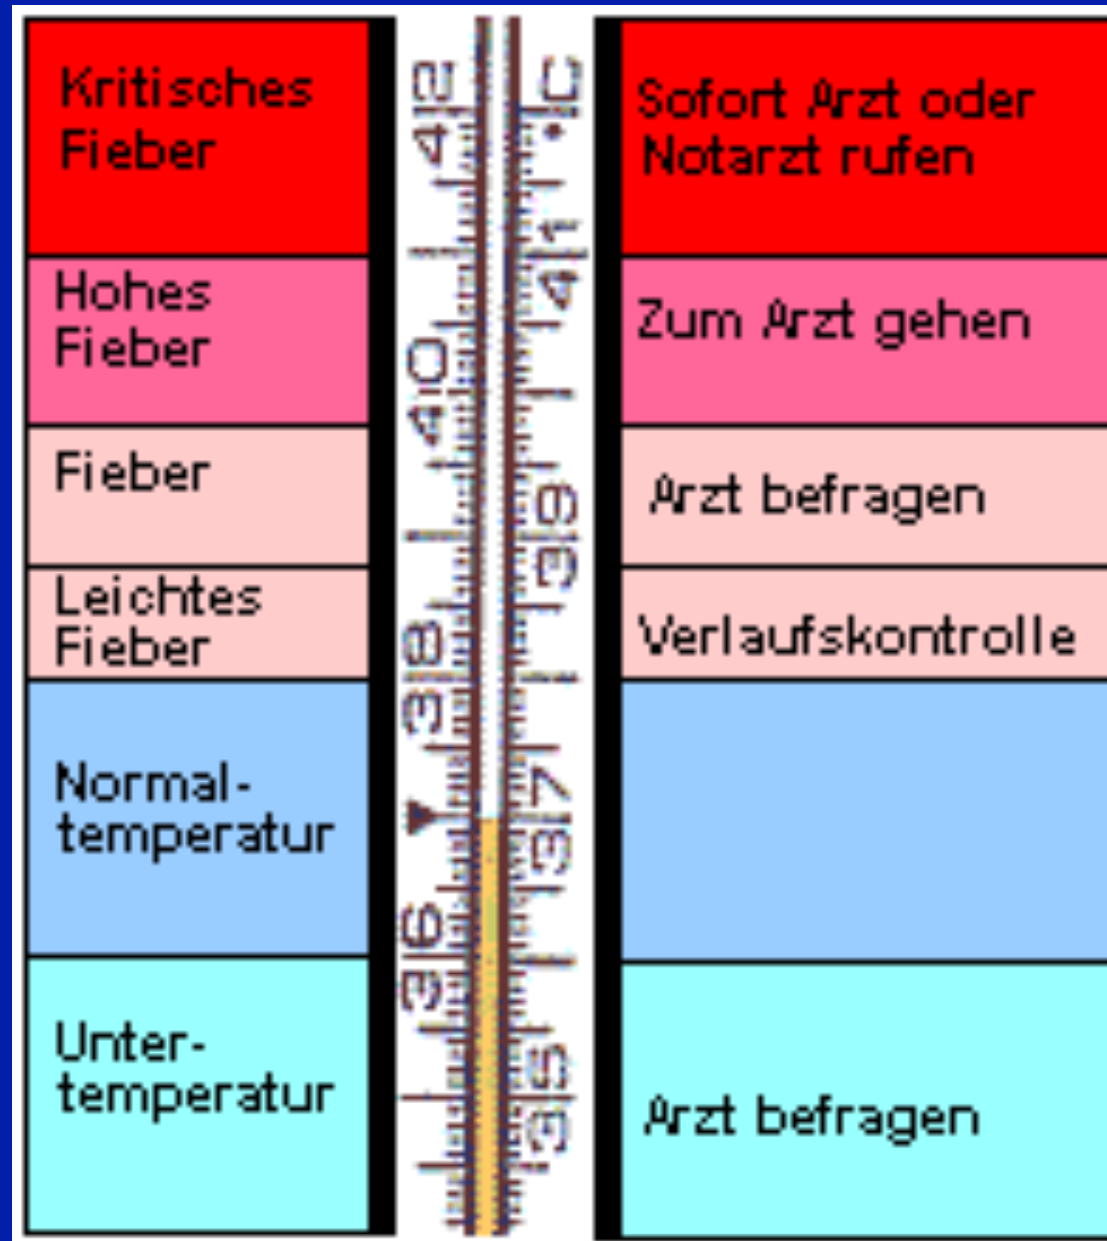 Kritisches
Fieber
Hohes
Fieber
Fieber
Leichtes
Fieber
Normal-
temperatur
Unter-
temperatur
42
40
38
36
°C
41
39
37
35
Sofort Arzt oder
Notarzt rufen
Zum Arzt gehen
Arzt befragen
Verlaufskontrolle
Arzt befragen